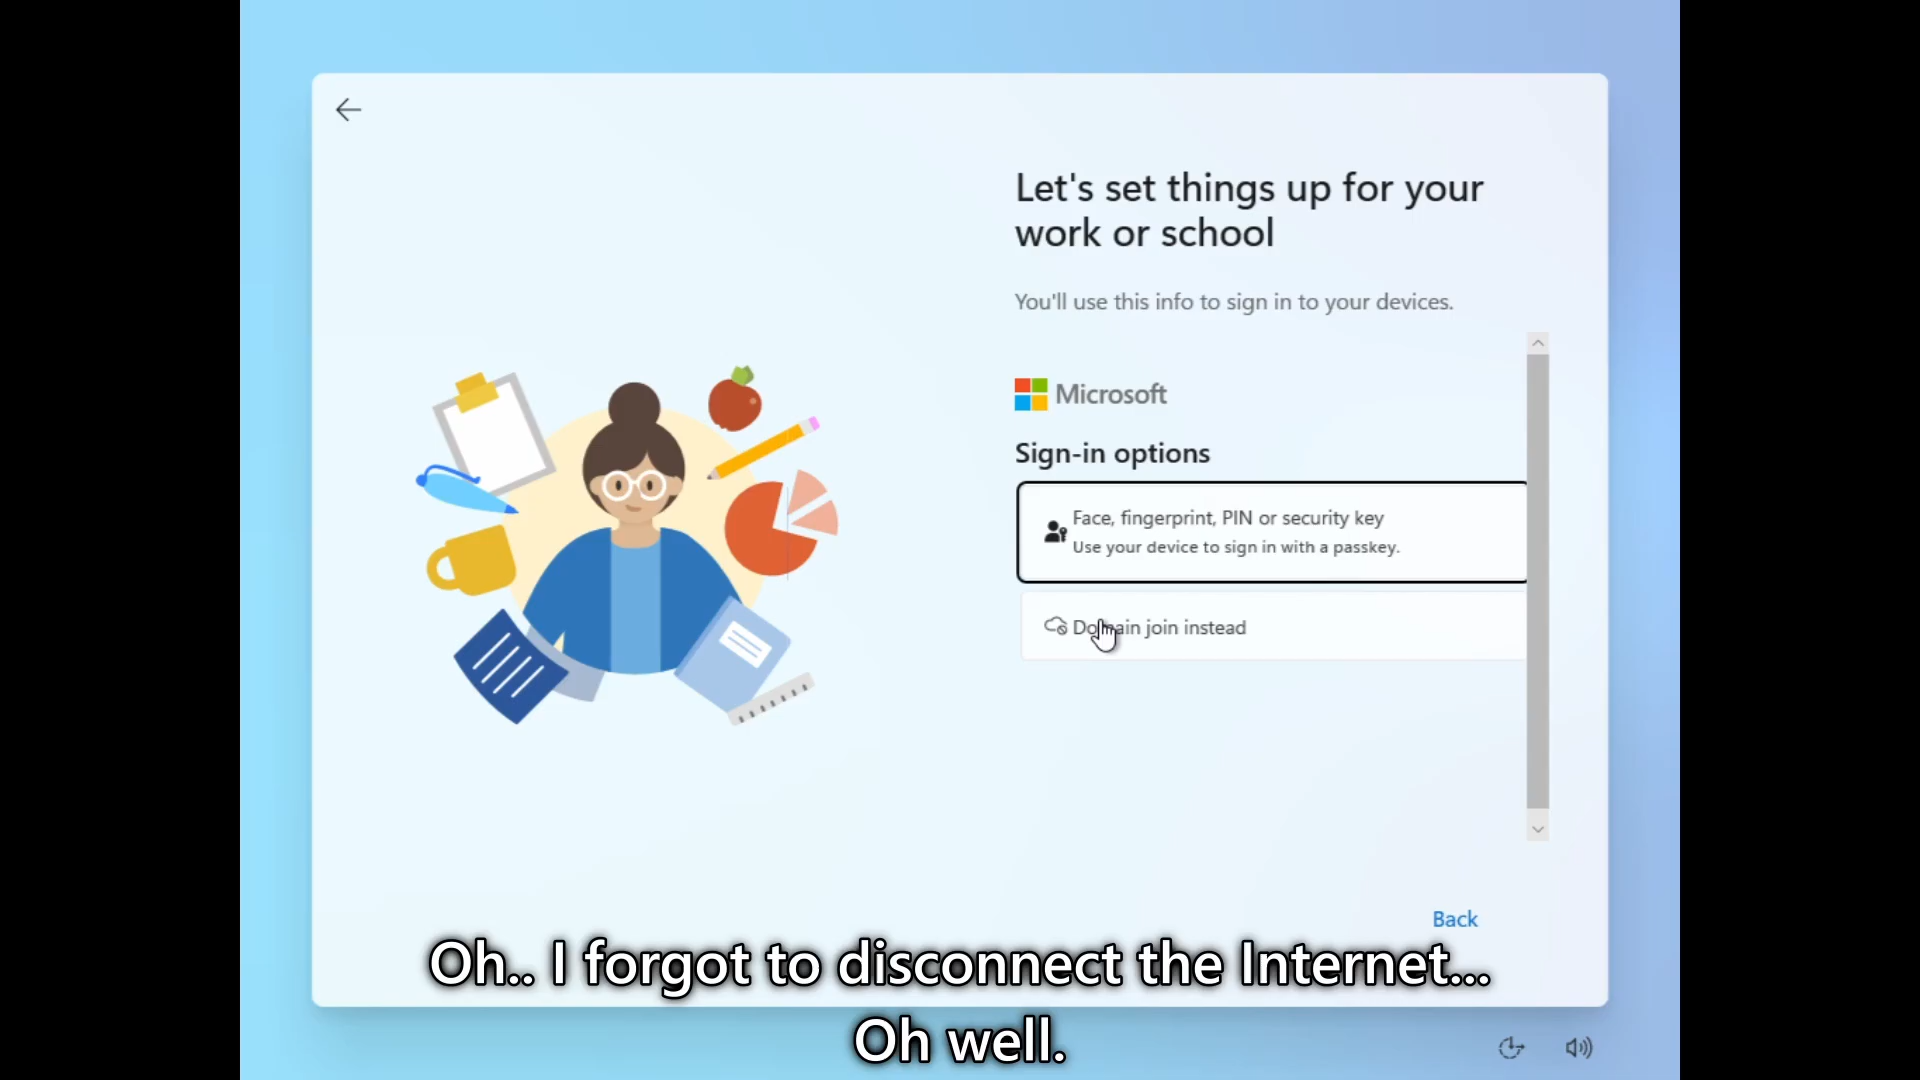 Let's set things up for your
work or school
You'll use this info to sign in to your devices.
Microsoft
Sign-in options
Face, fingerprint, PIN or security key
Use your device to sign in with a passkey.
Domain join instead
Back
Oh.. I forgot to disconnect the Internet...
Oh well.